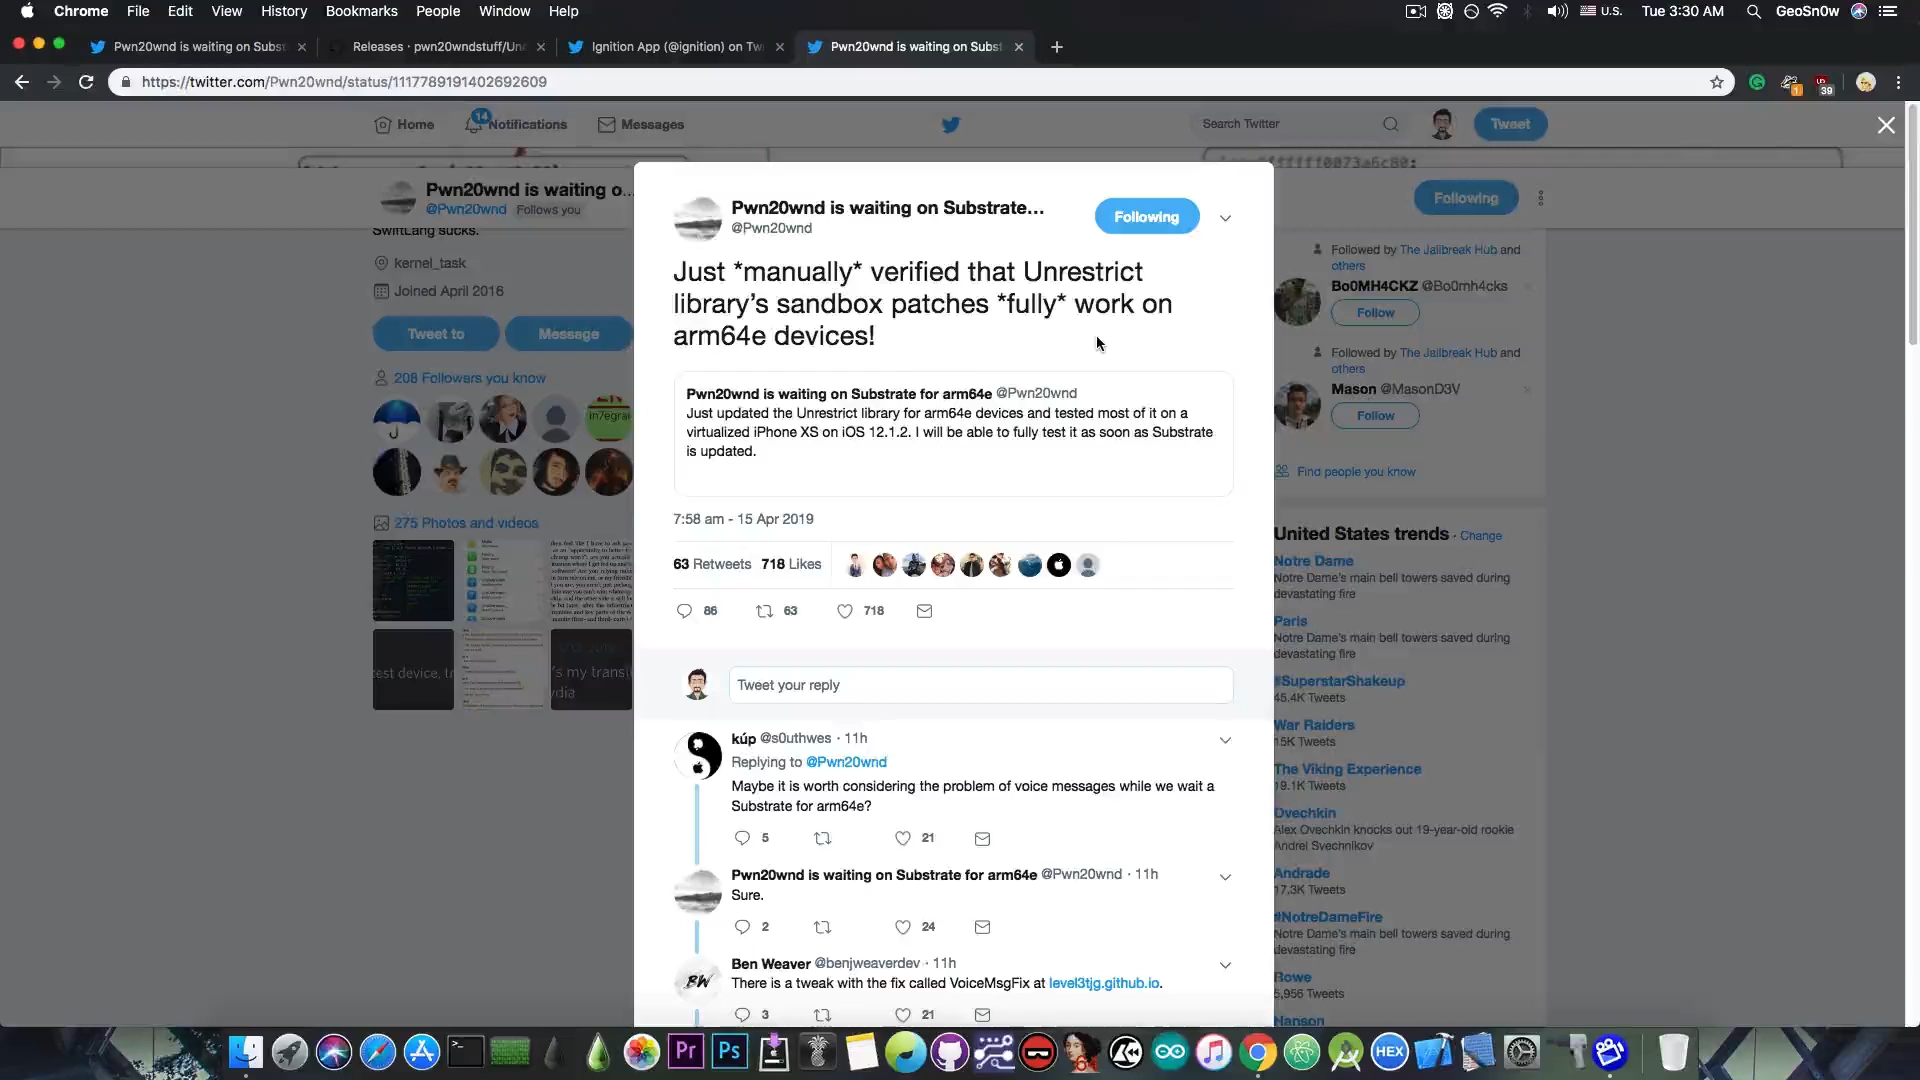 Chrome File Edit View History Bookmarks People Window Help
U.S. Tue 3:30 AM GeoSn0w
Pwn20wnd is waiting on Subst
Releases · pwn20wndstuff/Un
Ignition App (@ignition) on Tw
Pwn20wnd is waiting on Subst
https://twitter.com/Pwn20wnd/status/1117789191402692609
1
39
Home
14
Notifications
Messages
Search Twitter
Tweet
Pwn20wnd is waiting o...
@Pwn20wnd Follows you
SwiftLang sucks.
kernel_task
Joined April 2016
Tweet to
Message
208 Followers you know
in7egral
275 Photos and videos
Pwn20wnd is waiting on Substrate...
@Pwn20wnd
Following
Just *manually* verified that Unrestrict
library's sandbox patches *fully* work on
arm64e devices!
Pwn20wnd is waiting on Substrate for arm64e @Pwn20wnd
Just updated the Unrestrict library for arm64e devices and tested most of it on a
virtualized iPhone XS on iOS 12.1.2. I will be able to fully test it as soon as Substrate
is updated.
7:58 am - 15 Apr 2019
63 Retweets 718 Likes
86
63
718
Tweet your reply
kúp @s0uthwes · 11h
Replying to @Pwn20wnd
Maybe it is worth considering the problem of voice messages while we wait a
Substrate for arm64e?
5
21
Pwn20wnd is waiting on Substrate for arm64e @Pwn20wnd · 11h
Sure.
2
24
Ben Weaver @benjweaverdev · 11h
There is a tweak with the fix called VoiceMsgFix at level3tjg.github.io.
3
21
Following
Followed by The Jailbreak Hub and
others
Bo0MH4CKZ @Bo0mh4cks
Follow
Followed by The Jailbreak Hub and
others
Mason @MasonD3V
Follow
Find people you know
United States trends · Change
Notre Dame
Notre Dame's main bell towers saved during
devastating fire
Paris
Notre Dame's main bell towers saved during
devastating fire
#SuperstarShakeup
45.4K Tweets
War Raiders
15K Tweets
The Viking Experience
19.1K Tweets
Ovechkin
Alex Ovechkin knocks out 19-year-old rookie
Andrei Svechnikov
Andrade
17.3K Tweets
#NotreDameFire
Notre Dame's main bell towers saved during
devastating fire
Rowe
5,956 Tweets
Hanson
Pr
Ps
HEX